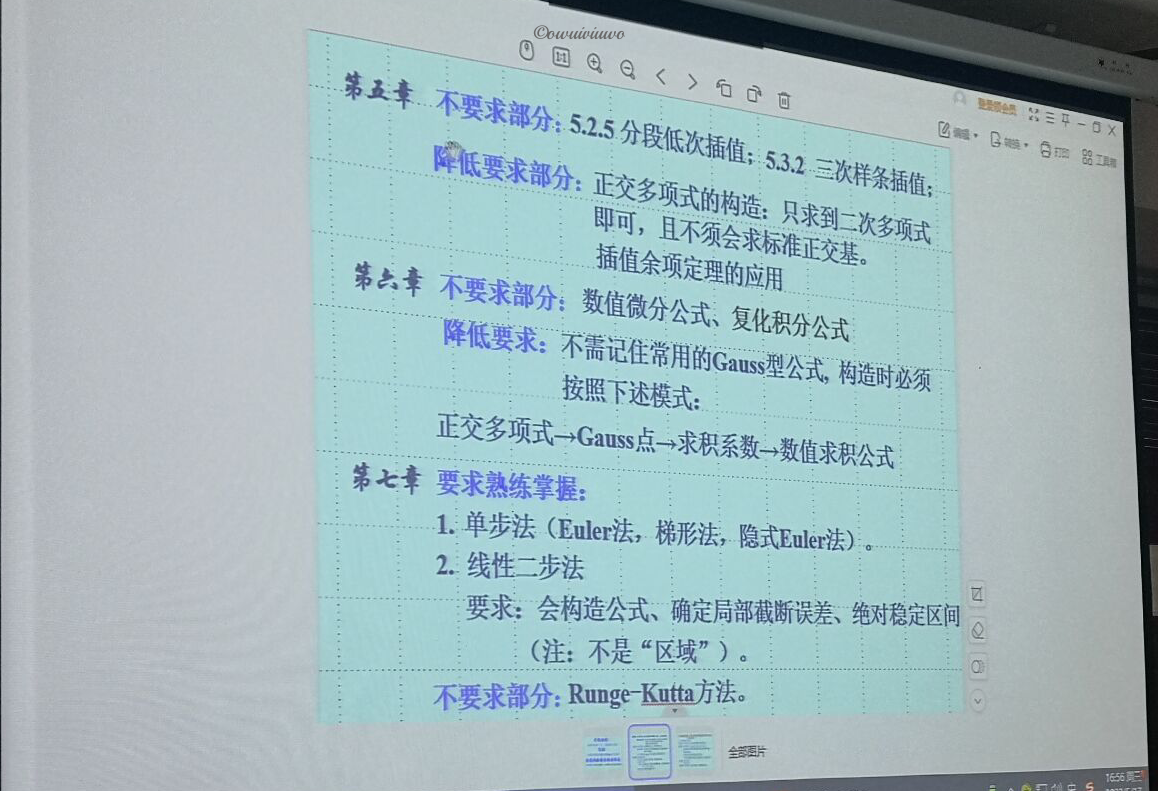 ©owuiviuwo
1:1
编辑
转换
打印
工具箱
第五章 不要求部分：5.2.5 分段低次插值；5.3.2 三次样条插值；
降低要求部分：正交多项式的构造：只求到二次多项式
即可，且不须会求标准正交基。
插值余项定理的应用
第六章 不要求部分：数值微分公式、复化积分公式
降低要求：不需记住常用的Gauss型公式, 构造时必须
按照下述模式：
正交多项式→Gauss点→求积系数→数值求积公式
第七章 要求熟练掌握：
1. 单步法（Euler法，梯形法，隐式Euler法）。
2. 线性二步法
要求：会构造公式、确定局部截断误差、绝对稳定区间
（注：不是“区域”）。
不要求部分：Runge-Kutta方法。
全部图片
16:56 周三